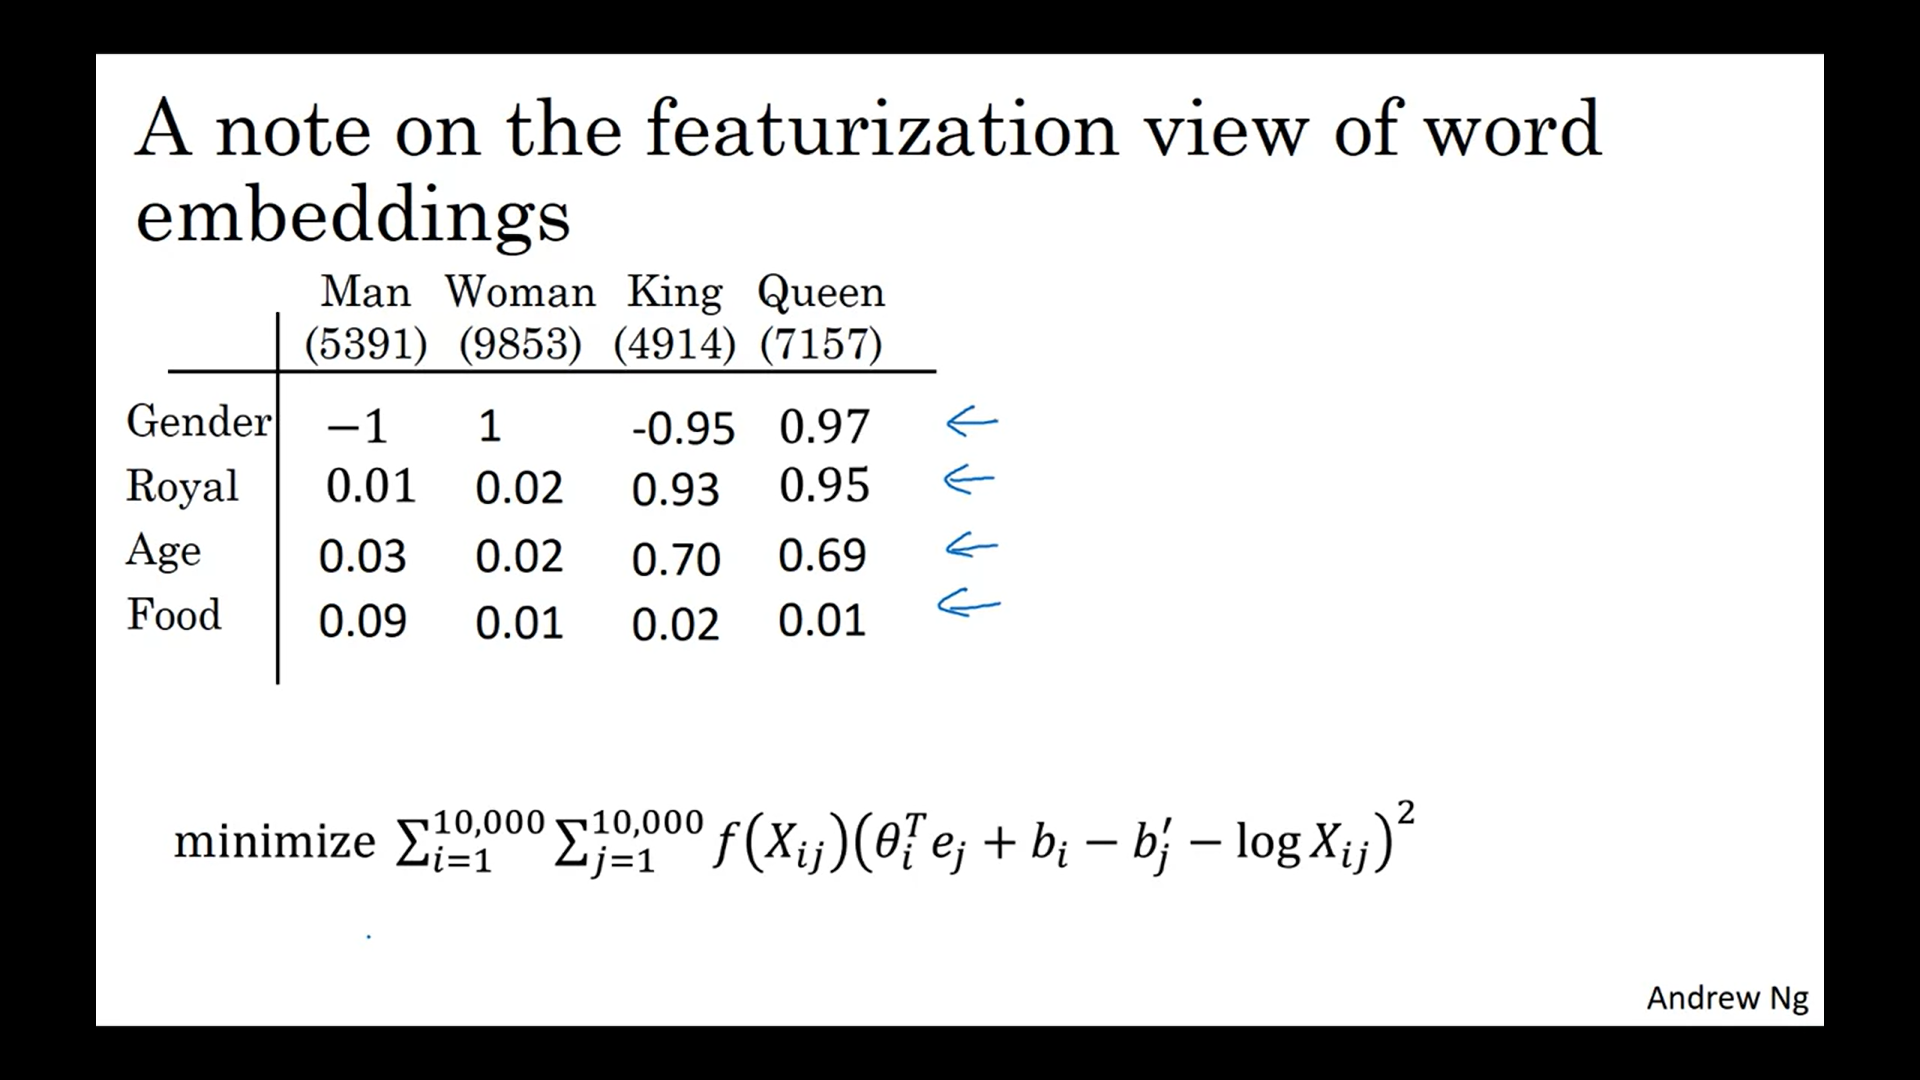 A note on the featurization view of word
embeddings
Man Woman King Queen
(5391) (9853) (4914) (7157)
Gender −1 1 -0.95 0.97
Royal 0.01 0.02 0.93 0.95
Age 0.03 0.02 0.70 0.69
Food 0.09 0.01 0.02 0.01
minimize ∑_{i=1}^{10,000} ∑_{j=1}^{10,000} f(X_{ij})(θ_i^T e_j + b_i − b_j′ − log X_{ij})^2
Andrew Ng